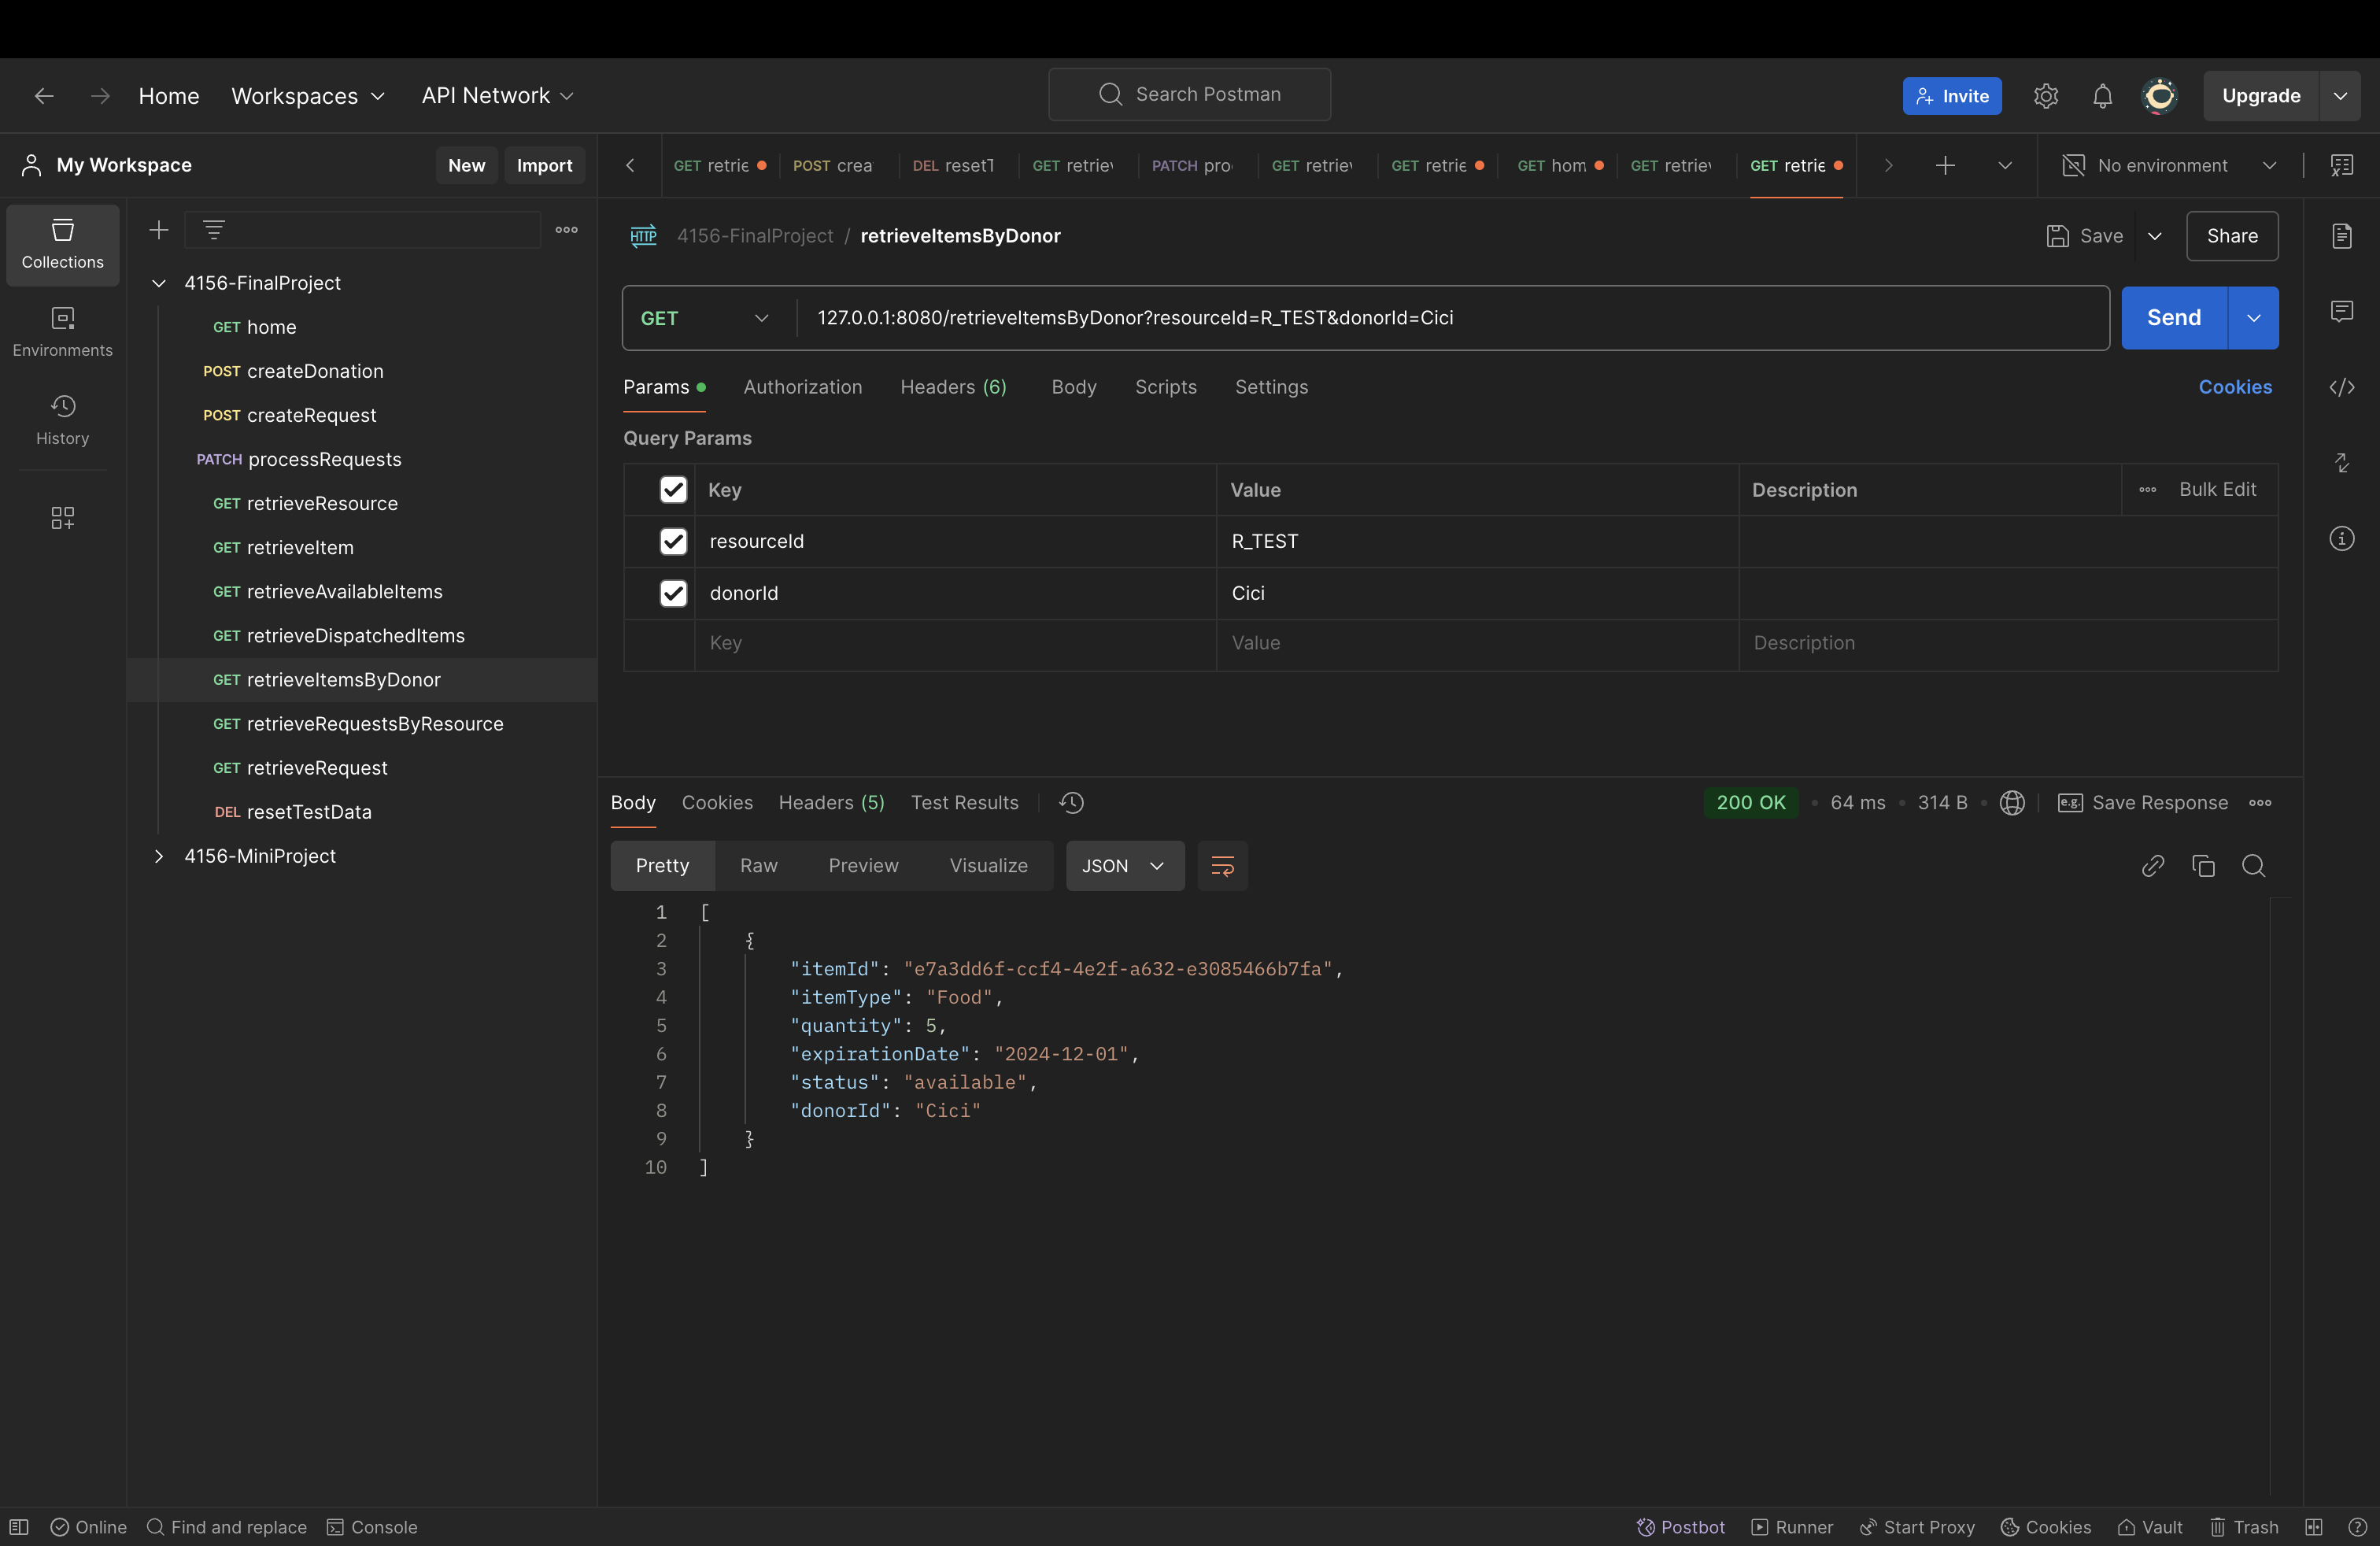 Home Workspaces API Network Search Postman Invite Upgrade
My Workspace New Import GET retrie POST crea DEL resetT GET retriev PATCH pro GET retriev GET retrie GET hom GET retriev GET retrie No environment
Collections
Environments
History
4156-FinalProject
GET home
POST createDonation
POST createRequest
PATCH processRequests
GET retrieveResource
GET retrieveItem
GET retrieveAvailableItems
GET retrieveDispatchedItems
GET retrieveItemsByDonor
GET retrieveRequestsByResource
GET retrieveRequest
DEL resetTestData
4156-MiniProject
HTTP 4156-FinalProject / retrieveItemsByDonor Save Share
GET 127.0.0.1:8080/retrieveItemsByDonor?resourceId=R_TEST&donorId=Cici Send
Params Authorization Headers (6) Body Scripts Settings Cookies
Query Params
Key Value Description Bulk Edit
resourceId R_TEST
donorId Cici
Key Value Description
Body Cookies Headers (5) Test Results 200 OK 64 ms 314 B e.g. Save Response
Pretty Raw Preview Visualize JSON
1 [
2 {
3 "itemId": "e7a3dd6f-ccf4-4e2f-a632-e3085466b7fa",
4 "itemType": "Food",
5 "quantity": 5,
6 "expirationDate": "2024-12-01",
7 "status": "available",
8 "donorId": "Cici"
9 }
10 ]
Online Find and replace Console Postbot Runner Start Proxy Cookies Vault Trash